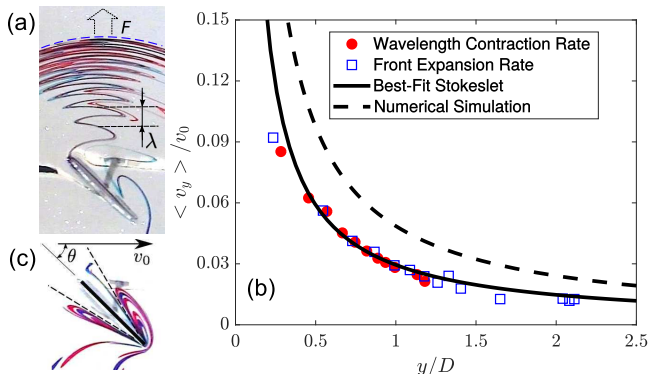 (a)
F
λ
(c)
θ
v₀
<v_y>/v₀
0.15
0.12
0.09
0.06
0.03
0
Wavelength Contraction Rate
Front Expansion Rate
Best-Fit Stokeslet
Numerical Simulation
(b)
0 0.5 1 1.5 2 2.5
y/D